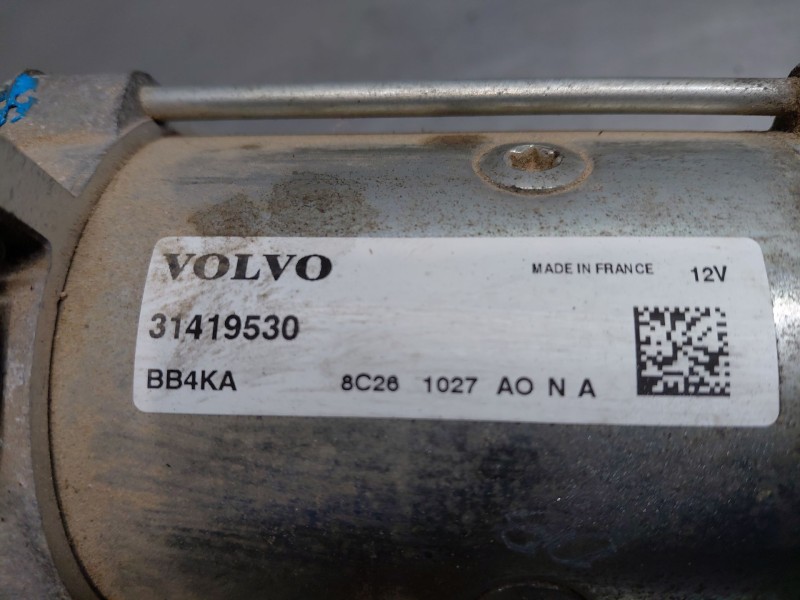 VOLVO MADE IN FRANCE 12V
31419530
BB4KA 8C26 1027 AO N A